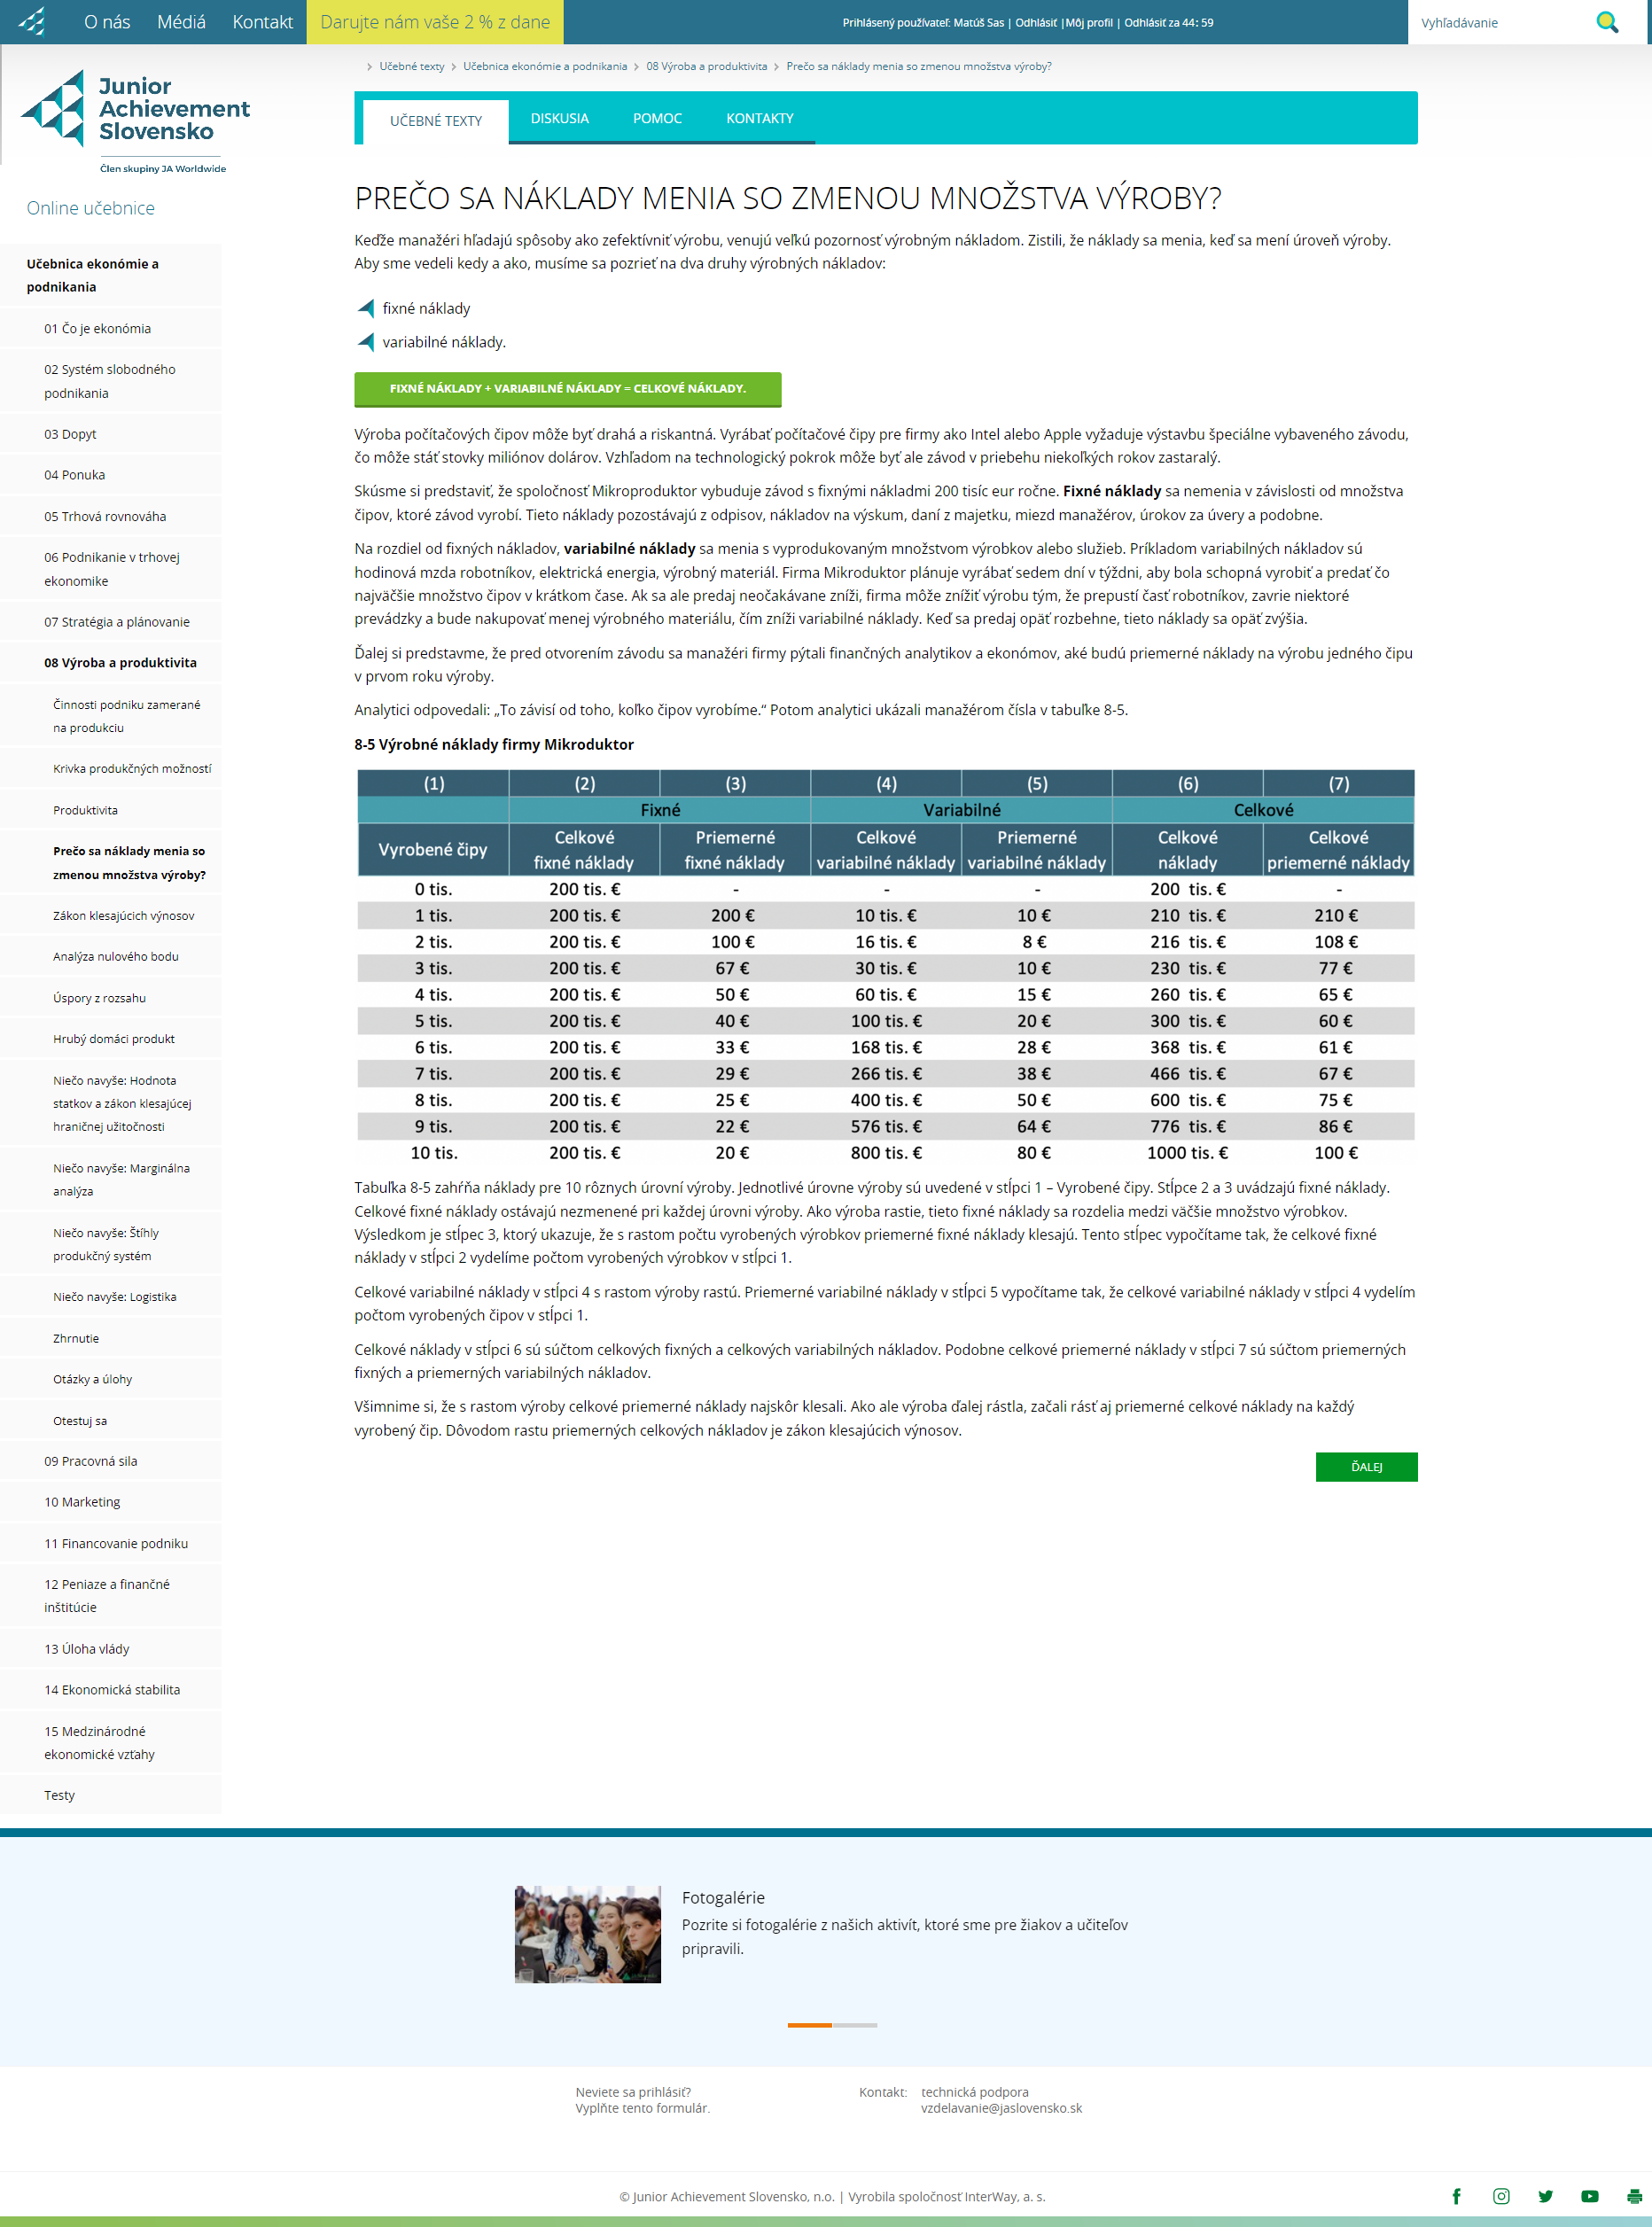 O nás Médiá Kontakt Darujte nám vaše 2 % z dane Prihlásený používateľ: Matúš Sas | Odhlásiť |Môj profil | Odhlásiť za 44: 59 Vyhľadávanie
Učebné texty Učebnica ekonómie a podnikania 08 Výroba a produktivita Prečo sa náklady menia so zmenou množstva výroby?
Junior
Achievement
Slovensko
Člen skupiny JA Worldwide
UČEBNÉ TEXTY DISKUSIA POMOC KONTAKTY
Online učebnice
Učebnica ekonómie a
podnikania
01 Čo je ekonómia
02 Systém slobodného
podnikania
03 Dopyt
04 Ponuka
05 Trhová rovnováha
06 Podnikanie v trhovej
ekonomike
07 Stratégia a plánovanie
08 Výroba a produktivita
Činnosti podniku zamerané
na produkciu
Krivka produkčných možností
Produktivita
Prečo sa náklady menia so
zmenou množstva výroby?
Zákon klesajúcich výnosov
Analýza nulového bodu
Úspory z rozsahu
Hrubý domáci produkt
Niečo navyše: Hodnota
statkov a zákon klesajúcej
hraničnej užitočnosti
Niečo navyše: Marginálna
analýza
Niečo navyše: Štíhly
produkčný systém
Niečo navyše: Logistika
Zhrnutie
Otázky a úlohy
Otestuj sa
09 Pracovná sila
10 Marketing
11 Financovanie podniku
12 Peniaze a finančné
inštitúcie
13 Úloha vlády
14 Ekonomická stabilita
15 Medzinárodné
ekonomické vzťahy
Testy
PREČO SA NÁKLADY MENIA SO ZMENOU MNOŽSTVA VÝROBY?
Keďže manažéri hľadajú spôsoby ako zefektívniť výrobu, venujú veľkú pozornosť výrobným nákladom. Zistili, že náklady sa menia, keď sa mení úroveň výroby.
Aby sme vedeli kedy a ako, musíme sa pozrieť na dva druhy výrobných nákladov:
fixné náklady
variabilné náklady.
FIXNÉ NÁKLADY + VARIABILNÉ NÁKLADY = CELKOVÉ NÁKLADY.
Výroba počítačových čipov môže byť drahá a riskantná. Vyrábať počítačové čipy pre firmy ako Intel alebo Apple vyžaduje výstavbu špeciálne vybaveného závodu,
čo môže stáť stovky miliónov dolárov. Vzhľadom na technologický pokrok môže byť ale závod v priebehu niekoľkých rokov zastaralý.
Skúsme si predstaviť, že spoločnosť Mikroproduktor vybuduje závod s fixnými nákladmi 200 tisíc eur ročne. Fixné náklady sa nemenia v závislosti od množstva
čipov, ktoré závod vyrobí. Tieto náklady pozostávajú z odpisov, nákladov na výskum, daní z majetku, miezd manažérov, úrokov za úvery a podobne.
Na rozdiel od fixných nákladov, variabilné náklady sa menia s vyprodukovaným množstvom výrobkov alebo služieb. Príkladom variabilných nákladov sú
hodinová mzda robotníkov, elektrická energia, výrobný materiál. Firma Mikroduktor plánuje vyrábať sedem dní v týždni, aby bola schopná vyrobiť a predať čo
najväčšie množstvo čipov v krátkom čase. Ak sa ale predaj neočakávane zníži, firma môže znížiť výrobu tým, že prepustí časť robotníkov, zavrie niektoré
prevádzky a bude nakupovať menej výrobného materiálu, čím zníži variabilné náklady. Keď sa predaj opäť rozbehne, tieto náklady sa opäť zvýšia.
Ďalej si predstavme, že pred otvorením závodu sa manažéri firmy pýtali finančných analytikov a ekonómov, aké budú priemerné náklady na výrobu jedného čipu
v prvom roku výroby.
Analytici odpovedali: „To závisí od toho, koľko čipov vyrobíme.“ Potom analytici ukázali manažérom čísla v tabuľke 8-5.
8-5 Výrobné náklady firmy Mikroduktor
(1) (2) (3) (4) (5) (6) (7)
Fixné Variabilné Celkové
Vyrobené čipy Celkové fixné náklady Priemerné fixné náklady Celkové variabilné náklady Priemerné variabilné náklady Celkové náklady Celkové priemerné náklady
0 tis. 200 tis. € - - - 200 tis. € -
1 tis. 200 tis. € 200 € 10 tis. € 10 € 210 tis. € 210 €
2 tis. 200 tis. € 100 € 16 tis. € 8 € 216 tis. € 108 €
3 tis. 200 tis. € 67 € 30 tis. € 10 € 230 tis. € 77 €
4 tis. 200 tis. € 50 € 60 tis. € 15 € 260 tis. € 65 €
5 tis. 200 tis. € 40 € 100 tis. € 20 € 300 tis. € 60 €
6 tis. 200 tis. € 33 € 168 tis. € 28 € 368 tis. € 61 €
7 tis. 200 tis. € 29 € 266 tis. € 38 € 466 tis. € 67 €
8 tis. 200 tis. € 25 € 400 tis. € 50 € 600 tis. € 75 €
9 tis. 200 tis. € 22 € 576 tis. € 64 € 776 tis. € 86 €
10 tis. 200 tis. € 20 € 800 tis. € 80 € 1000 tis. € 100 €
Tabuľka 8-5 zahŕňa náklady pre 10 rôznych úrovní výroby. Jednotlivé úrovne výroby sú uvedené v stĺpci 1 – Vyrobené čipy. Stĺpce 2 a 3 uvádzajú fixné náklady.
Celkové fixné náklady ostávajú nezmenené pri každej úrovni výroby. Ako výroba rastie, tieto fixné náklady sa rozdelia medzi väčšie množstvo výrobkov.
Výsledkom je stĺpec 3, ktorý ukazuje, že s rastom počtu vyrobených výrobkov priemerné fixné náklady klesajú. Tento stĺpec vypočítame tak, že celkové fixné
náklady v stĺpci 2 vydelíme počtom vyrobených výrobkov v stĺpci 1.
Celkové variabilné náklady v stĺpci 4 s rastom výroby rastú. Priemerné variabilné náklady v stĺpci 5 vypočítame tak, že celkové variabilné náklady v stĺpci 4 vydelím
počtom vyrobených čipov v stĺpci 1.
Celkové náklady v stĺpci 6 sú súčtom celkových fixných a celkových variabilných nákladov. Podobne celkové priemerné náklady v stĺpci 7 sú súčtom priemerných
fixných a priemerných variabilných nákladov.
Všimnime si, že s rastom výroby celkové priemerné náklady najskôr klesali. Ako ale výroba ďalej rástla, začali rásť aj priemerné celkové náklady na každý
vyrobený čip. Dôvodom rastu priemerných celkových nákladov je zákon klesajúcich výnosov.
ĎALEJ
Fotogalérie
Pozrite si fotogalérie z našich aktivít, ktoré sme pre žiakov a učiteľov
pripravili.
Neviete sa prihlásiť? Kontakt: technická podpora
Vyplňte tento formulár. vzdelavanie@jaslovensko.sk
© Junior Achievement Slovensko, n.o. | Vyrobila spoločnosť InterWay, a. s.